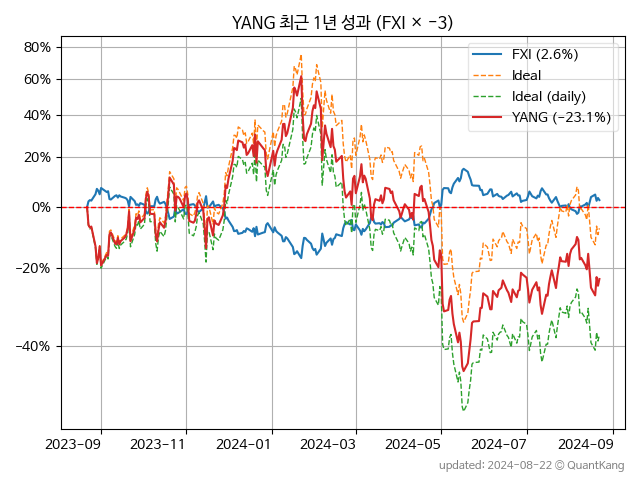 YANG 최근 1년 성과 (FXI × −3)
80%
60%
40%
20%
0%
−20%
−40%
FXI (2.6%)
Ideal
Ideal (daily)
YANG (−23.1%)
2023−09
2023−11
2024−01
2024−03
2024−05
2024−07
2024−09
updated: 2024−08−22 © QuantKang